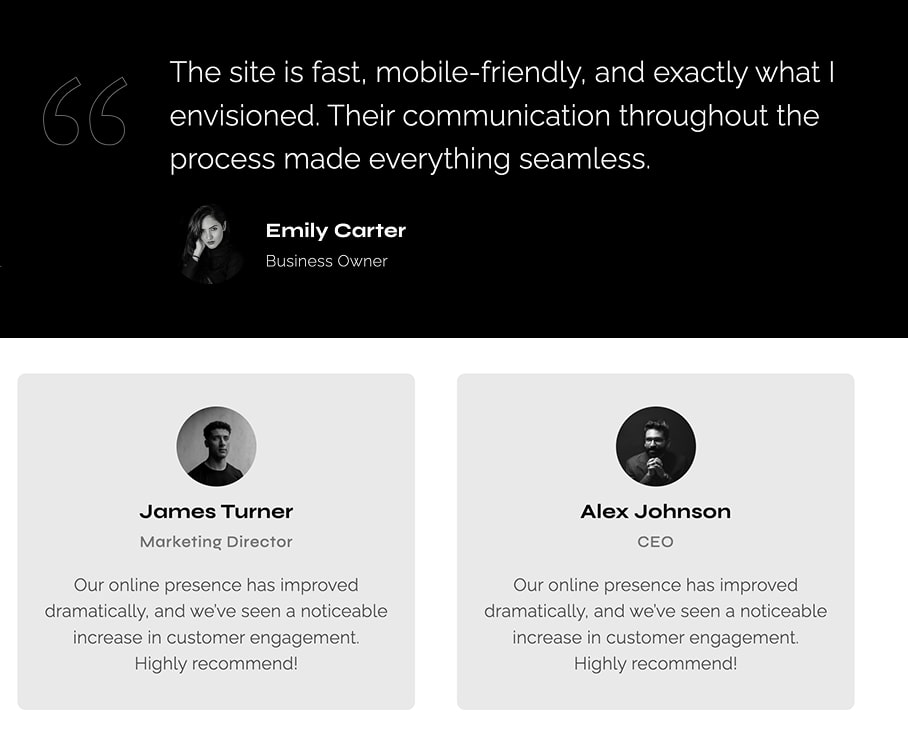 “
The site is fast, mobile-friendly, and exactly what I
envisioned. Their communication throughout the
process made everything seamless.
Emily Carter
Business Owner
James Turner
Marketing Director
Our online presence has improved
dramatically, and we’ve seen a noticeable
increase in customer engagement.
Highly recommend!
Alex Johnson
CEO
Our online presence has improved
dramatically, and we’ve seen a noticeable
increase in customer engagement.
Highly recommend!